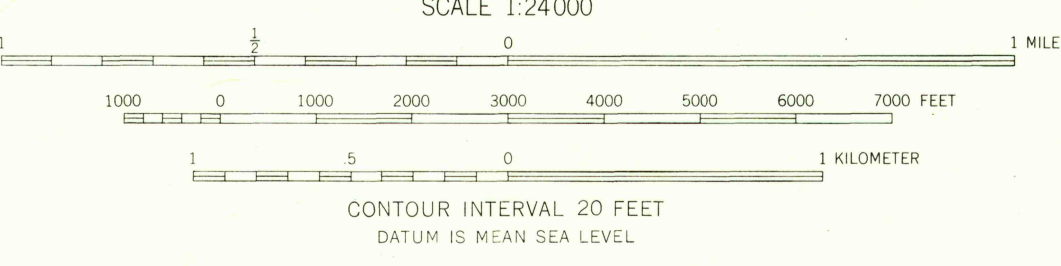 SCALE 1:24000
1 1/2 0 1 MILE
1000 0 1000 2000 3000 4000 5000 6000 7000 FEET
1 .5 0 1 KILOMETER
CONTOUR INTERVAL 20 FEET
DATUM IS MEAN SEA LEVEL